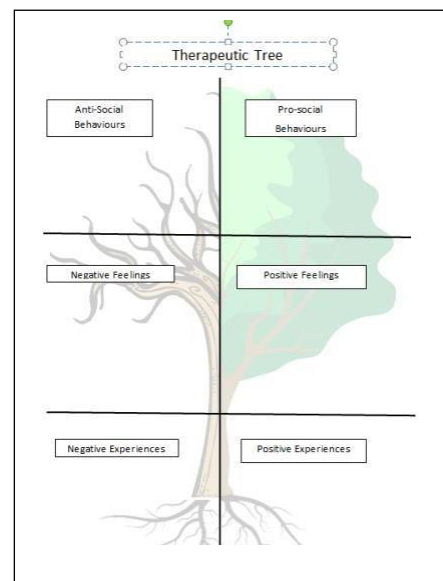 Therapeutic Tree
Anti-Social
Behaviours
Pro-social
Behaviours
Negative Feelings
Positive Feelings
Negative Experiences
Positive Experiences